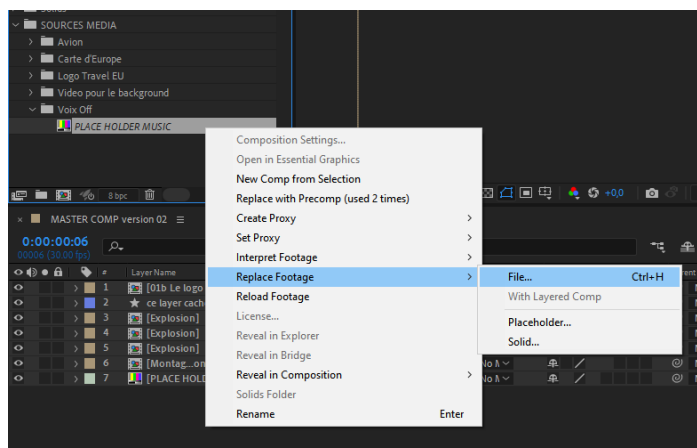 SOURCES MEDIA
Avion
Carte d'Europe
Logo Travel EU
Video pour le background
Voix Off
PLACE HOLDER MUSIC
Composition Settings...
Open in Essential Graphics
New Comp from Selection
Replace with Precomp (used 2 times)
Create Proxy
Set Proxy
Interpret Footage
Replace Footage
Reload Footage
License...
Reveal in Explorer
Reveal in Bridge
Reveal in Composition
Solids Folder
Rename Enter
File... Ctrl+H
With Layered Comp
Placeholder...
Solid...
8 bpc
+0,0
MASTER COMP version 02
0:00:00:06
00006 (30.00 fps)
# Layer Name
1 [01b Le logo
2 ce layer cach
3 [Explosion]
4 [Explosion]
5 [Explosion]
6 [Montag...on
7 [PLACE HOLD